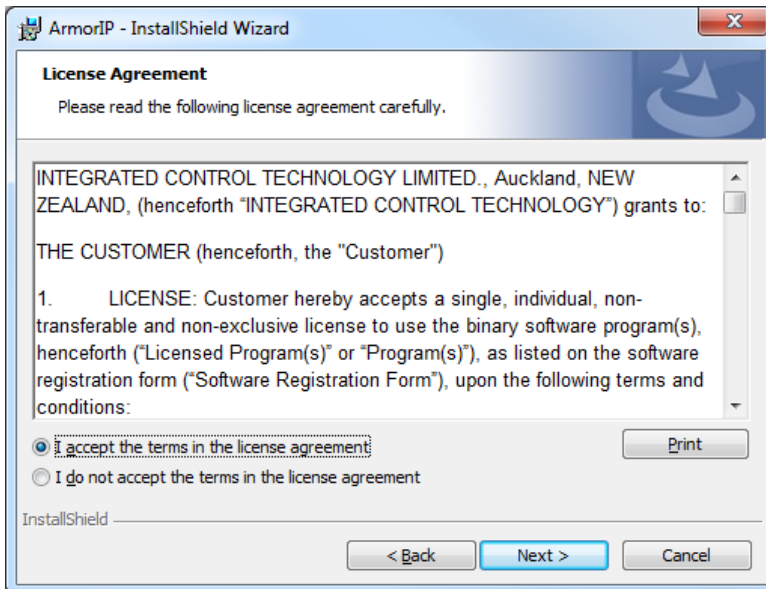 ArmorIP - InstallShield Wizard
License Agreement
Please read the following license agreement carefully.
INTEGRATED CONTROL TECHNOLOGY LIMITED., Auckland, NEW
ZEALAND, (henceforth “INTEGRATED CONTROL TECHNOLOGY”) grants to:
THE CUSTOMER (henceforth, the "Customer")
1. LICENSE: Customer hereby accepts a single, individual, non-
transferable and non-exclusive license to use the binary software program(s),
henceforth (“Licensed Program(s)” or “Program(s)”), as listed on the software
registration form (“Software Registration Form”), upon the following terms and
conditions:
I accept the terms in the license agreement
Print
I do not accept the terms in the license agreement
InstallShield
< Back Next > Cancel